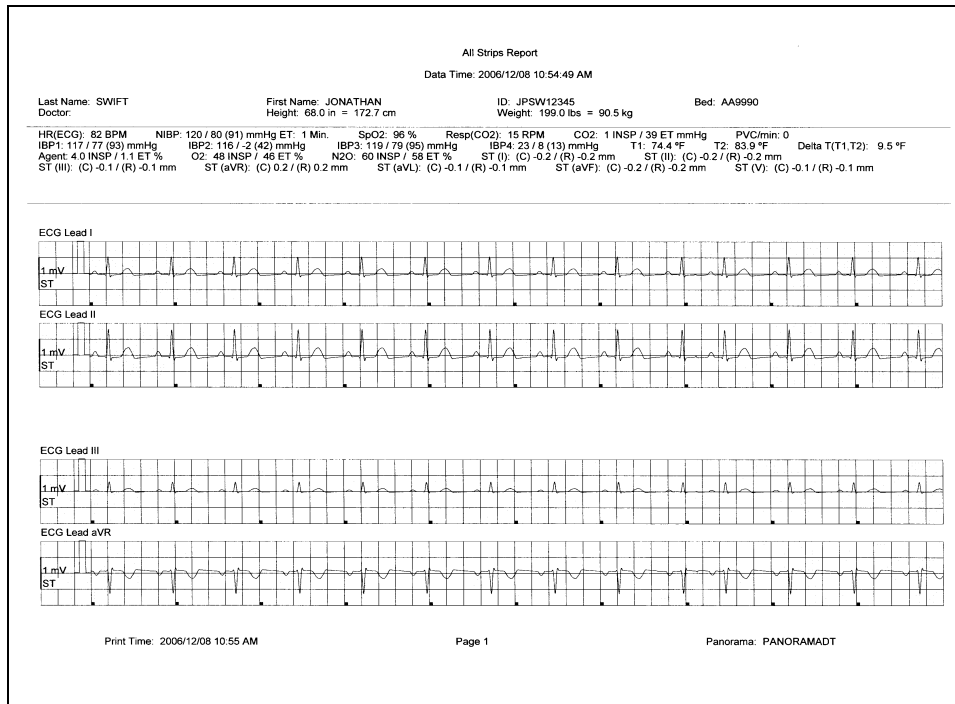 All Strips Report
Data Time: 2006/12/08 10:54:49 AM
Last Name: SWIFT First Name: JONATHAN ID: JPSW12345 Bed: AA9990
Doctor: Height: 68.0 in = 172.7 cm Weight: 199.0 lbs = 90.5 kg
HR(ECG): 82 BPM NIBP: 120 / 80 (91) mmHg ET: 1 Min. SpO2: 96 % Resp(CO2): 15 RPM CO2: 1 INSP / 39 ET mmHg PVC/min: 0
IBP1: 117 / 77 (93) mmHg IBP2: 116 / -2 (42) mmHg IBP3: 119 / 79 (95) mmHg IBP4: 23 / 8 (13) mmHg T1: 74.4 °F T2: 83.9 °F Delta T(T1,T2): 9.5 °F
Agent: 4.0 INSP / 1.1 ET % O2: 48 INSP / 46 ET % N2O: 60 INSP / 58 ET % ST (I): (C) -0.2 / (R) -0.2 mm ST (II): (C) -0.2 / (R) -0.2 mm
ST (III): (C) -0.1 / (R) -0.1 mm ST (aVR): (C) 0.2 / (R) 0.2 mm ST (aVL): (C) -0.1 / (R) -0.1 mm ST (aVF): (C) -0.2 / (R) -0.2 mm ST (V): (C) -0.1 / (R) -0.1 mm
ECG Lead I
1 mV
ST
ECG Lead II
1 mV
ST
ECG Lead III
1 mV
ST
ECG Lead aVR
1 mV
ST
Print Time: 2006/12/08 10:55 AM Page 1 Panorama: PANORAMADT